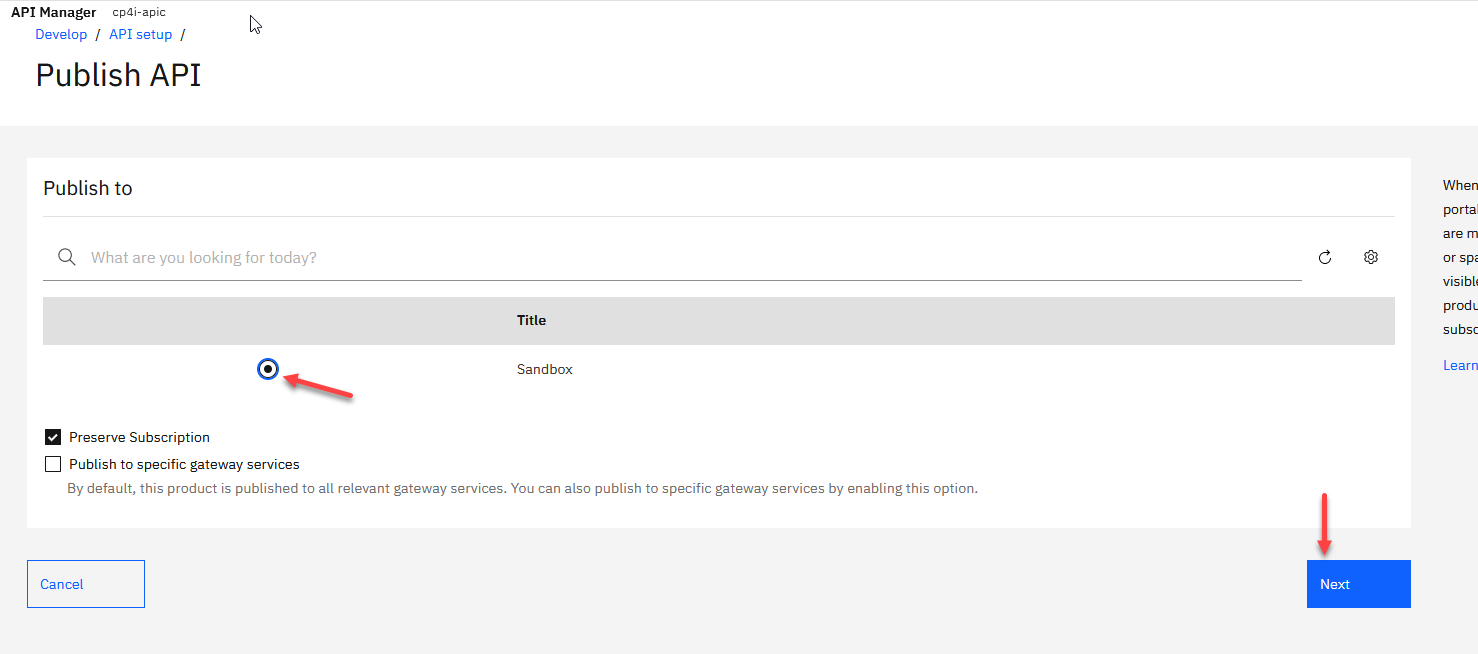 API Manager cp4i-apic
Develop / API setup /
Publish API
Publish to
What are you looking for today?
Title
Sandbox
Preserve Subscription
Publish to specific gateway services
By default, this product is published to all relevant gateway services. You can also publish to specific gateway services by enabling this option.
Cancel
Next
When
porta
are m
or spa
visible
produ
subsc
Learn